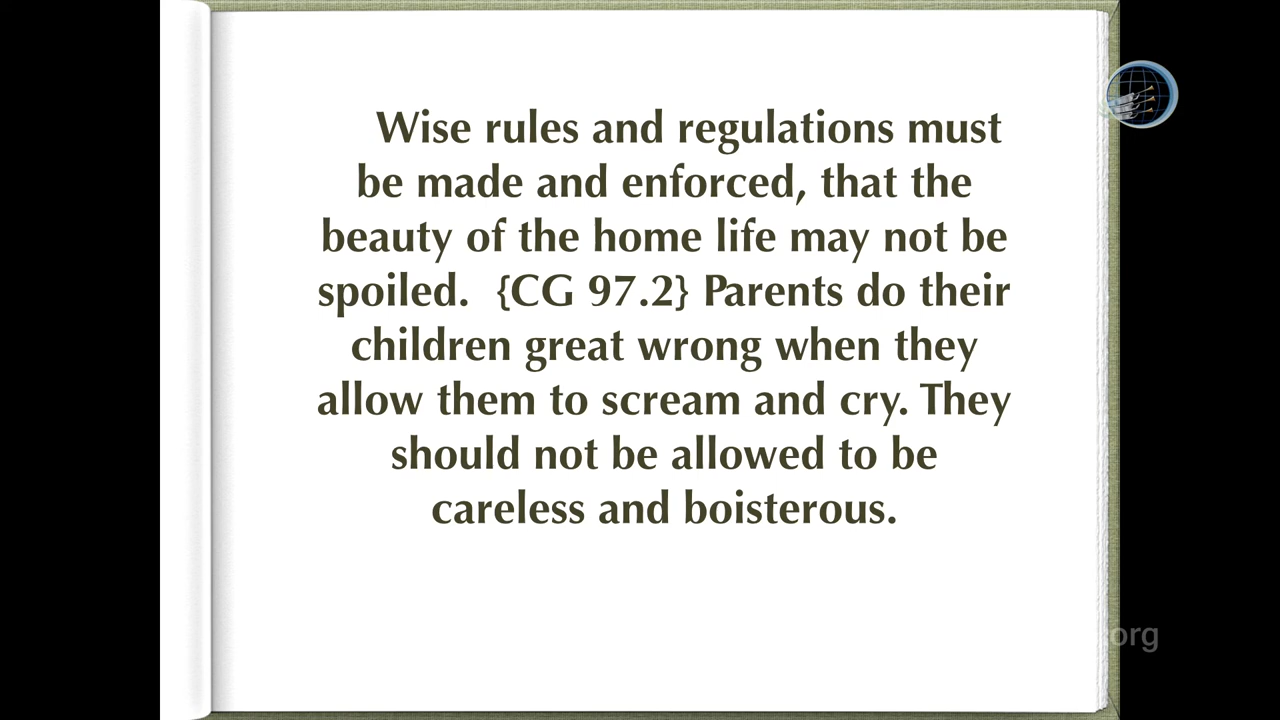 Wise rules and regulations must
be made and enforced, that the
beauty of the home life may not be
spoiled.  {CG 97.2} Parents do their
children great wrong when they
allow them to scream and cry. They
should not be allowed to be
careless and boisterous.
.org